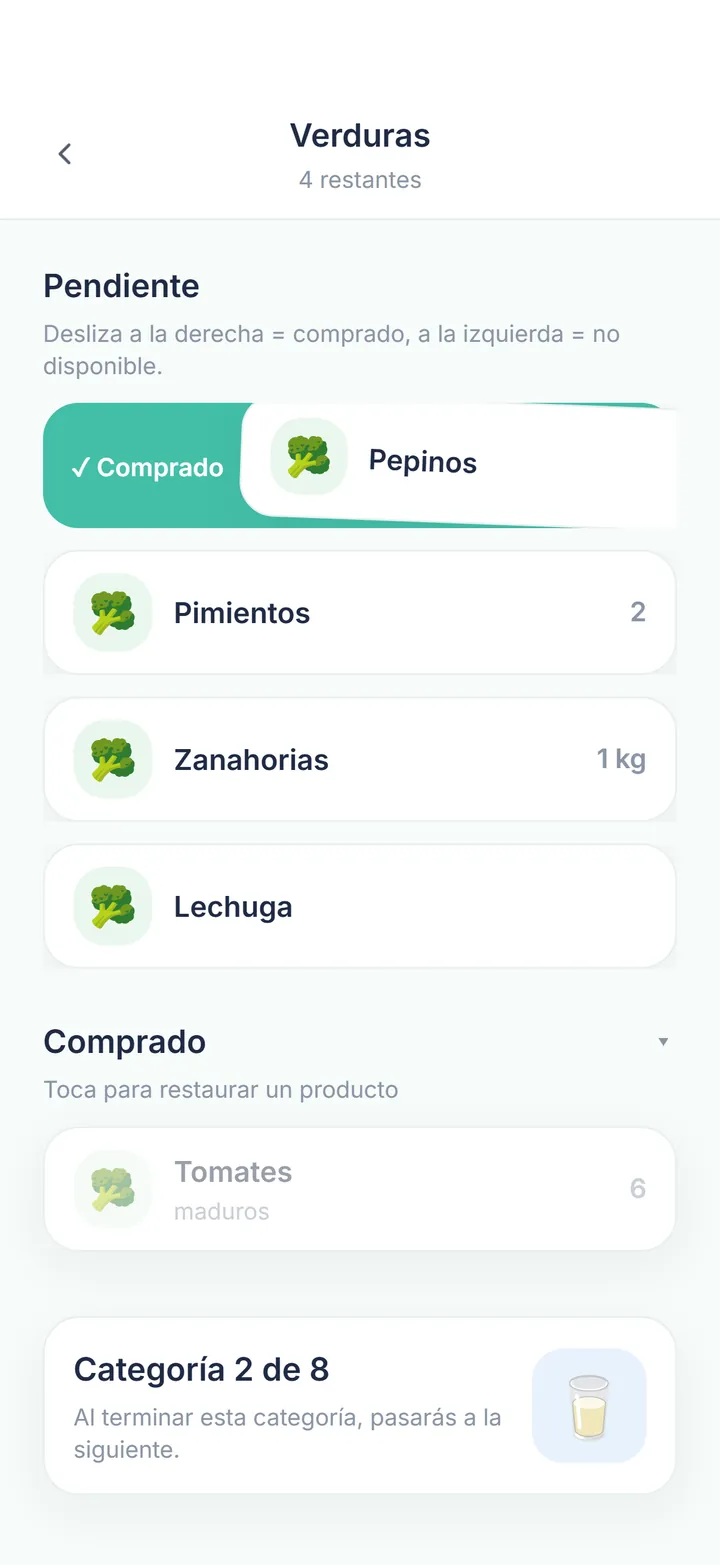 Verduras
4 restantes
Pendiente
Desliza a la derecha = comprado, a la izquierda = no
disponible.
✓ Comprado
Pepinos
Pimientos
2
Zanahorias
1 kg
Lechuga
Comprado
Toca para restaurar un producto
Tomates
maduros
6
Categoría 2 de 8
Al terminar esta categoría, pasarás a la
siguiente.